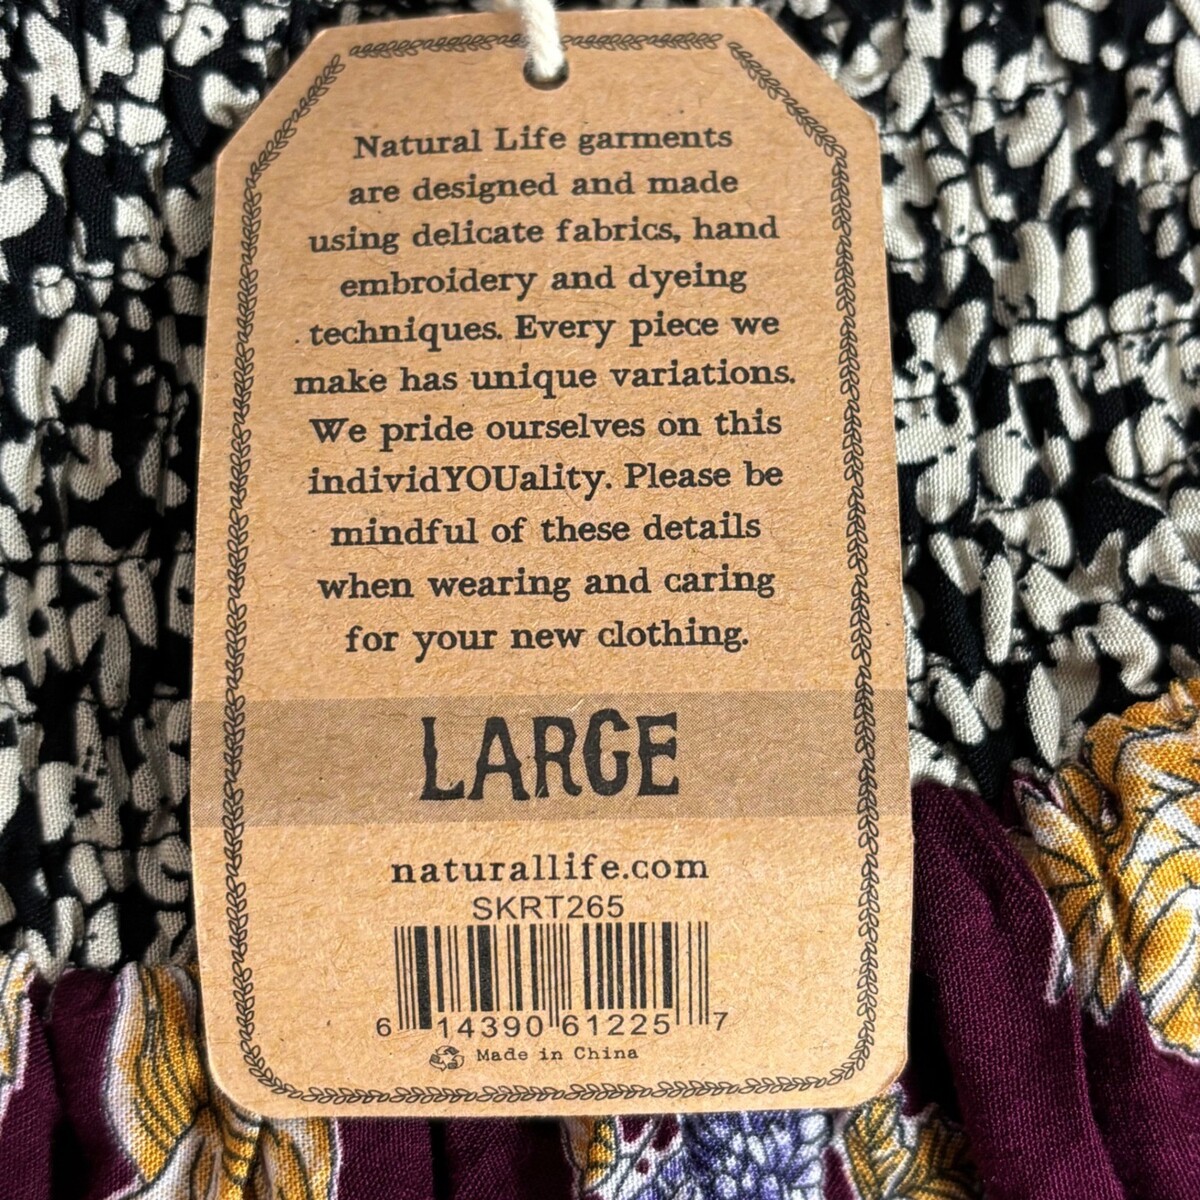 Natural Life garments
are designed and made
using delicate fabrics, hand
embroidery and dyeing
techniques. Every piece we
make has unique variations.
We pride ourselves on this
individYOUality. Please be
mindful of these details
when wearing and caring
for your new clothing.
LARGE
naturallife.com
SKRT265
6 14390 61225 7
Made in China